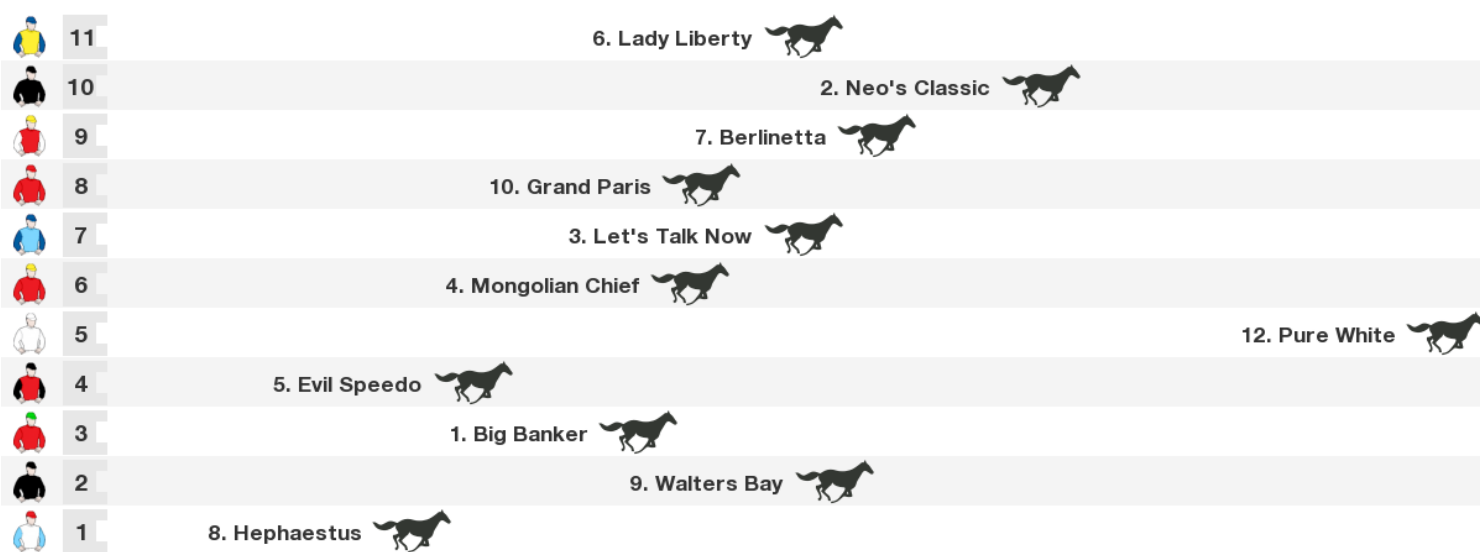 11 6. Lady Liberty
10 2. Neo's Classic
9 7. Berlinetta
8 10. Grand Paris
7 3. Let's Talk Now
6 4. Mongolian Chief
5 12. Pure White
4 5. Evil Speedo
3 1. Big Banker
2 9. Walters Bay
1 8. Hephaestus